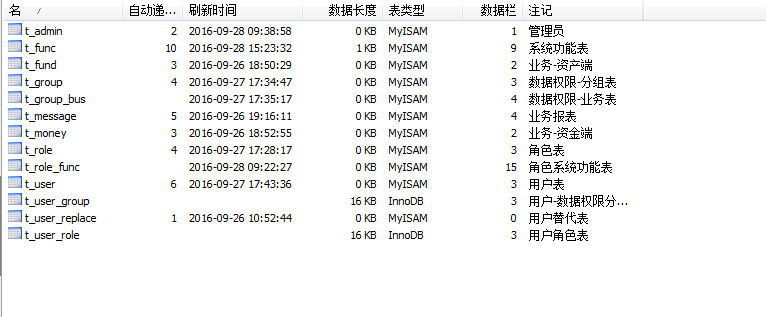 名 自动递... 刷新时间 数据长度 表类型 数据栏 注记
t_admin 2 2016-09-28 09:38:58 0 KB MyISAM 1 管理员
t_func 10 2016-09-28 15:23:32 1 KB MyISAM 9 系统功能表
t_fund 3 2016-09-26 18:50:29 0 KB MyISAM 2 业务-资产端
t_group 4 2016-09-27 17:34:47 0 KB MyISAM 3 数据权限-分组表
t_group_bus 2016-09-27 17:35:17 0 KB MyISAM 4 数据权限-业务表
t_message 5 2016-09-26 19:16:11 0 KB MyISAM 4 业务报表
t_money 3 2016-09-26 18:52:55 0 KB MyISAM 2 业务-资金端
t_role 4 2016-09-27 17:28:17 0 KB MyISAM 3 角色表
t_role_func 2016-09-28 09:22:27 0 KB MyISAM 15 角色系统功能表
t_user 6 2016-09-27 17:43:36 0 KB MyISAM 3 用户表
t_user_group 16 KB InnoDB 3 用户-数据权限分...
t_user_replace 1 2016-09-26 10:52:44 0 KB MyISAM 0 用户替代表
t_user_role 16 KB InnoDB 3 用户角色表